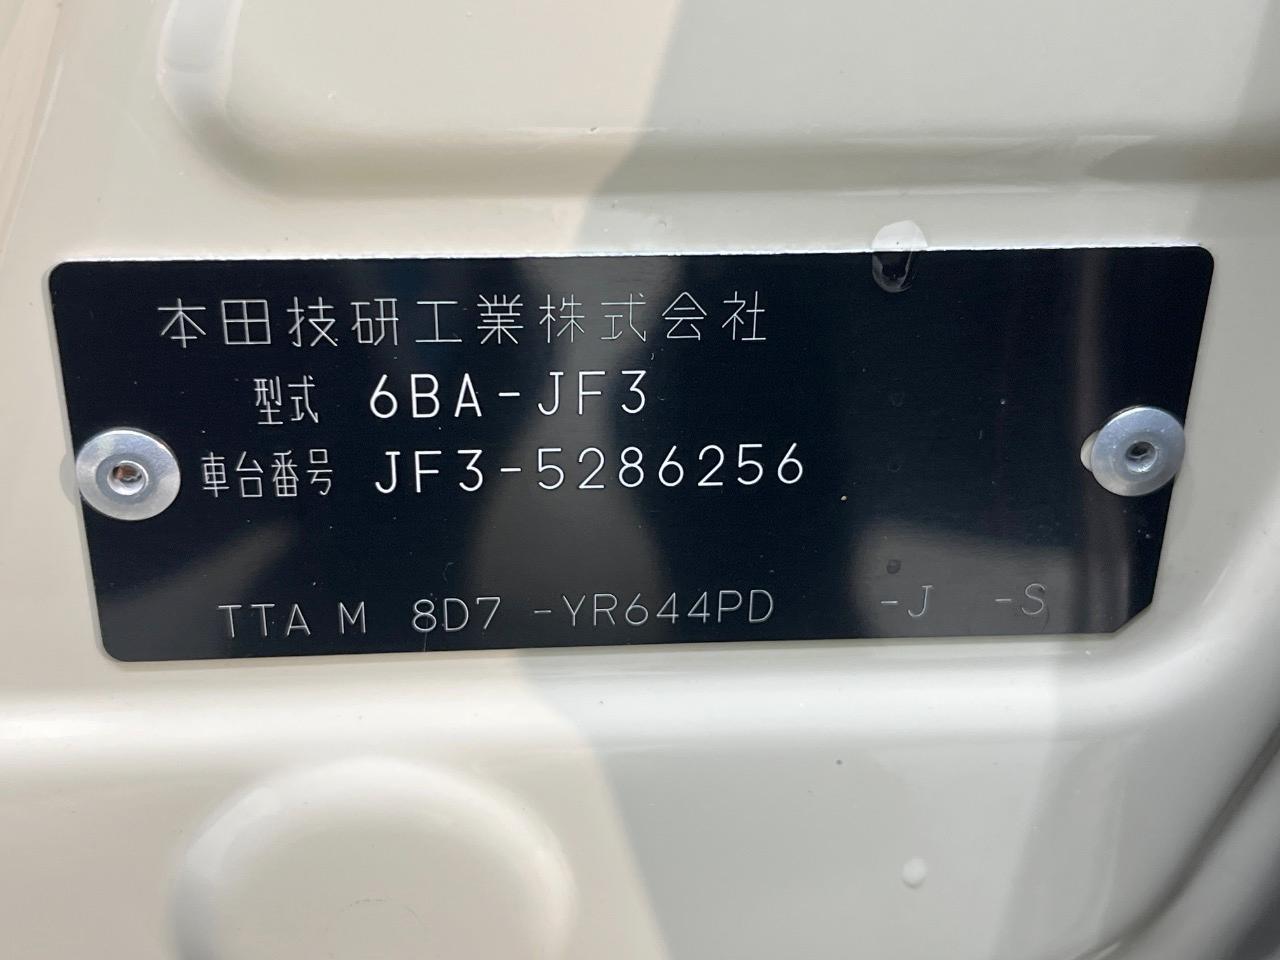 本田技研工業株式会社
型式 6BA-JF3
車台番号 JF3-5286256
TTA M 8D7 -YR644PD -J -S